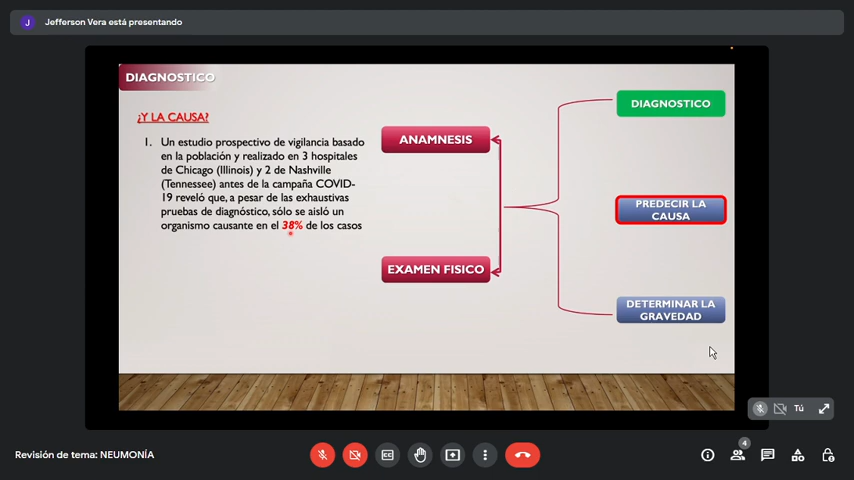 J
Jefferson Vera está presentando
DIAGNOSTICO
¿Y LA CAUSA?
1. Un estudio prospectivo de vigilancia basado
en la población y realizado en 3 hospitales
de Chicago (Illinois) y 2 de Nashville
(Tennessee) antes de la campaña COVID-
19 reveló que, a pesar de las exhaustivas
pruebas de diagnóstico, sólo se aisló un
organismo causante en el 38% de los casos
ANAMNESIS
EXAMEN FISICO
DIAGNOSTICO
PREDECIR LA
CAUSA
DETERMINAR LA
GRAVEDAD
Tú
Revisión de tema: NEUMONÍA
CC
4